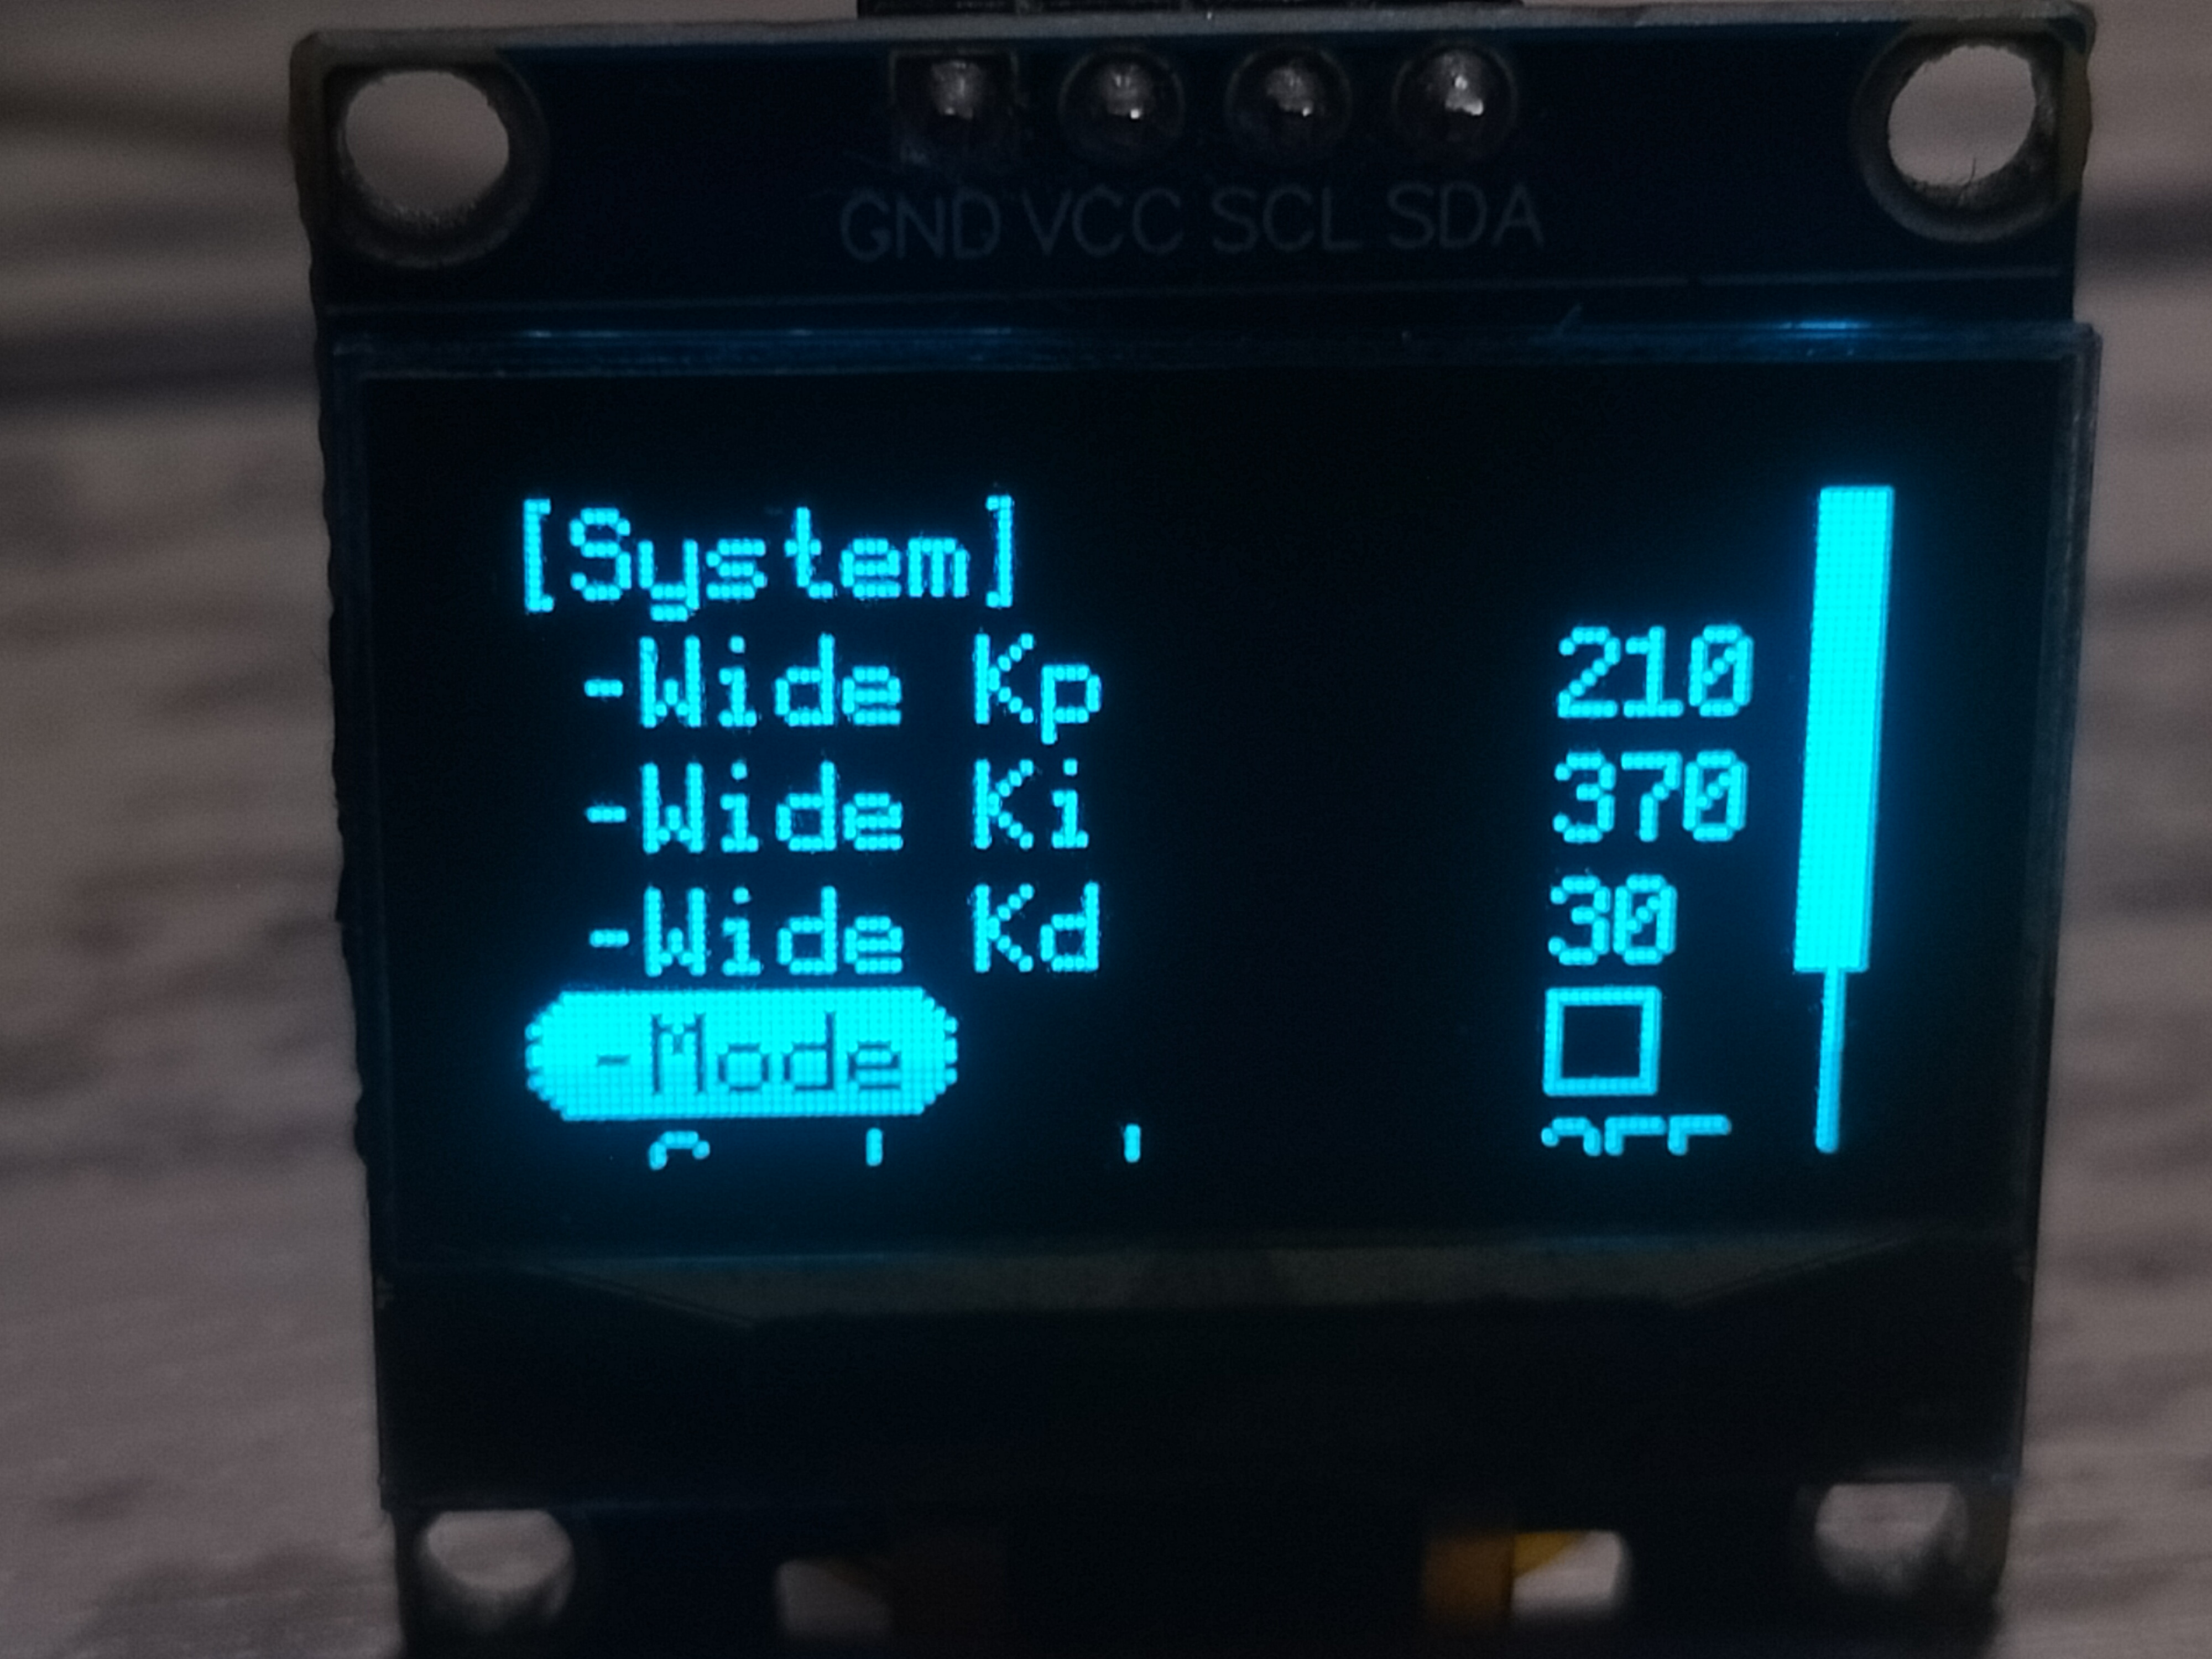 GND VCC SCL SDA
[System]
-Wide Kp 210
-Wide Ki 370
-Wide Kd 30
-Mode